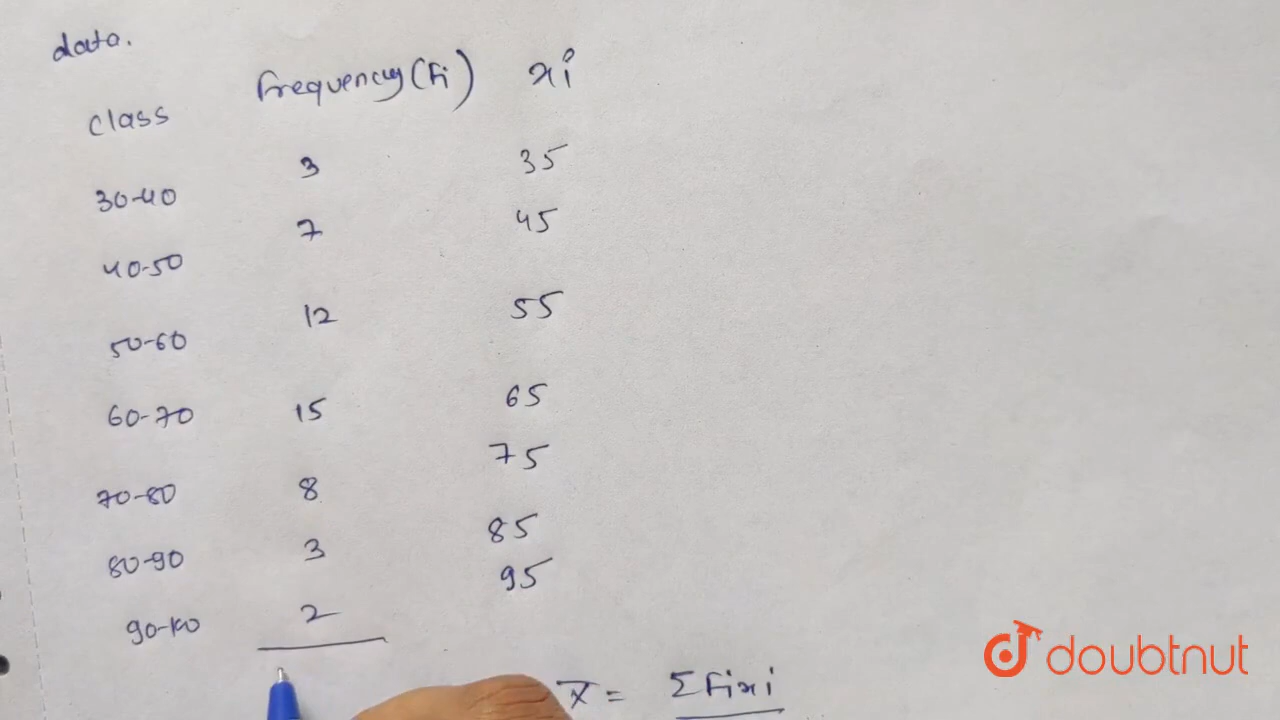 data.
class frequency (fi) xi
30-40 3 35
40-50 7 45
50-60 12 55
60-70 15 65
70-80 8 75
80-90 3 85
90-100 2 95
x̄ = Σfixi
doubtnut